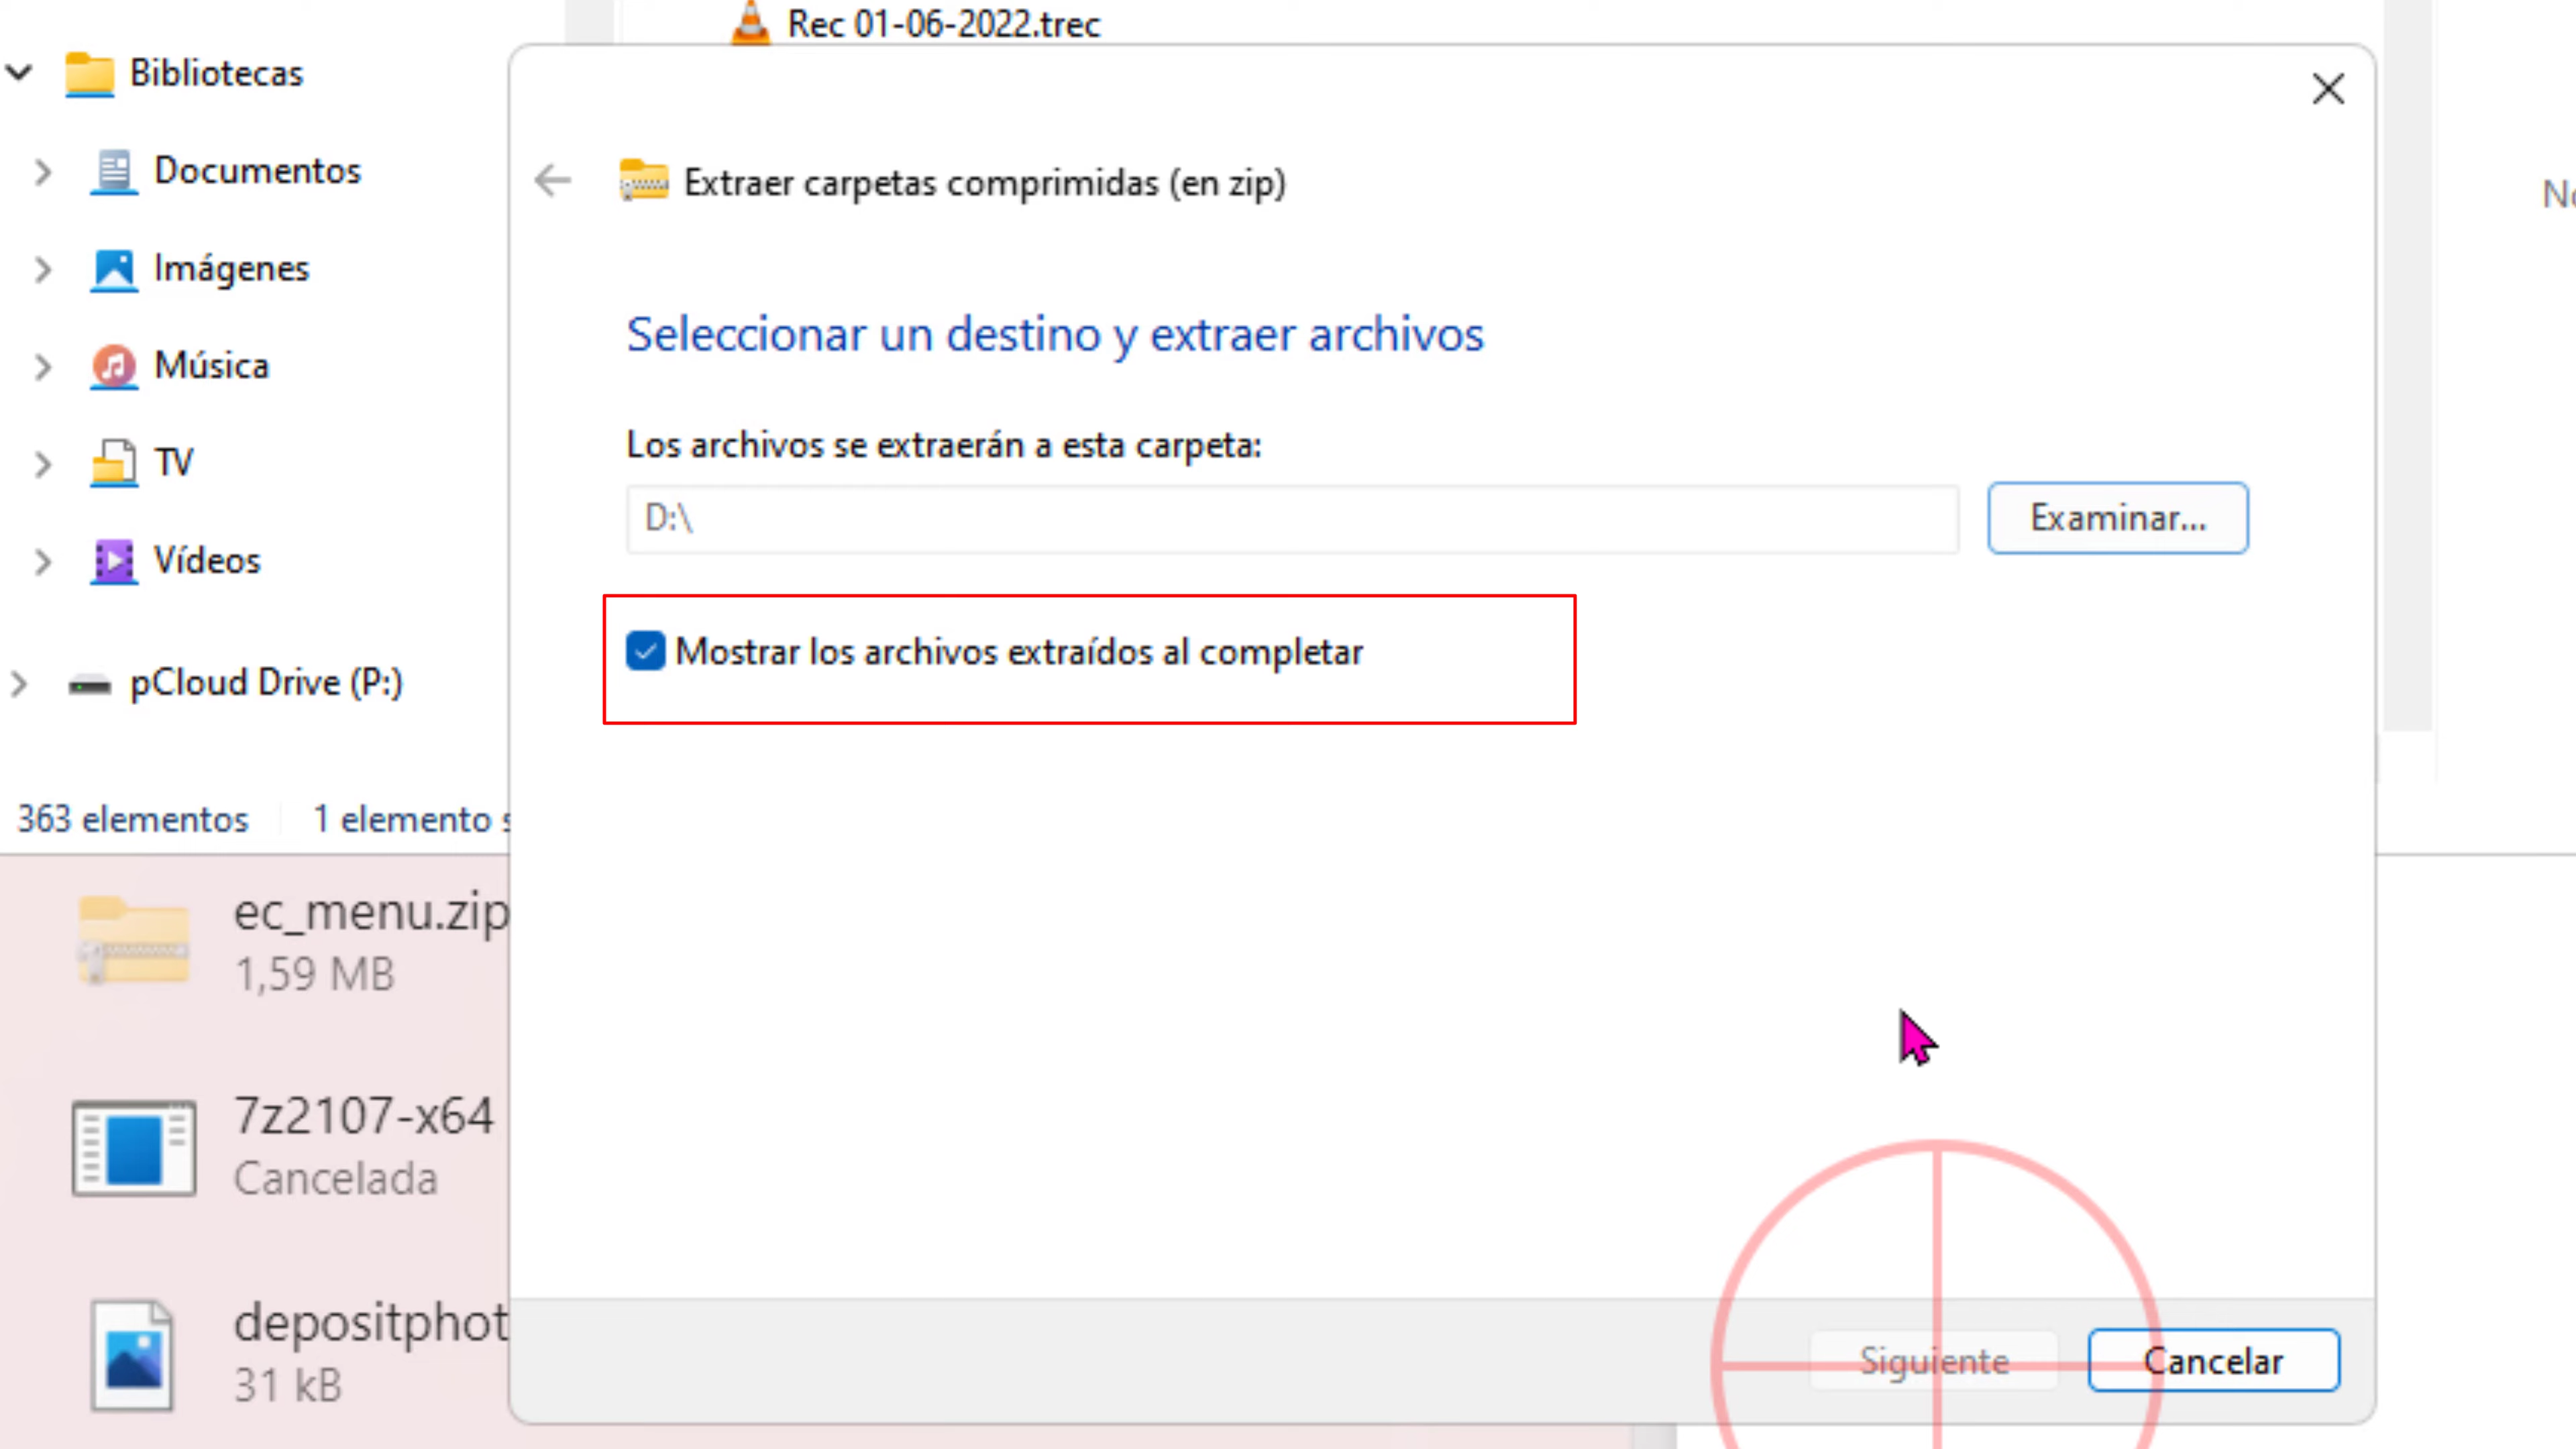 Rec 01-06-2022.trec
Bibliotecas
Documentos
Imágenes
Música
TV
Vídeos
pCloud Drive (P:)
363 elementos
1 elemento
ec_menu.zip
1,59 MB
7z2107-x64
Cancelada
depositphot
31 kB
Extraer carpetas comprimidas (en zip)
Seleccionar un destino y extraer archivos
Los archivos se extraerán a esta carpeta:
D:\
Examinar...
Mostrar los archivos extraídos al completar
Siguiente
Cancelar